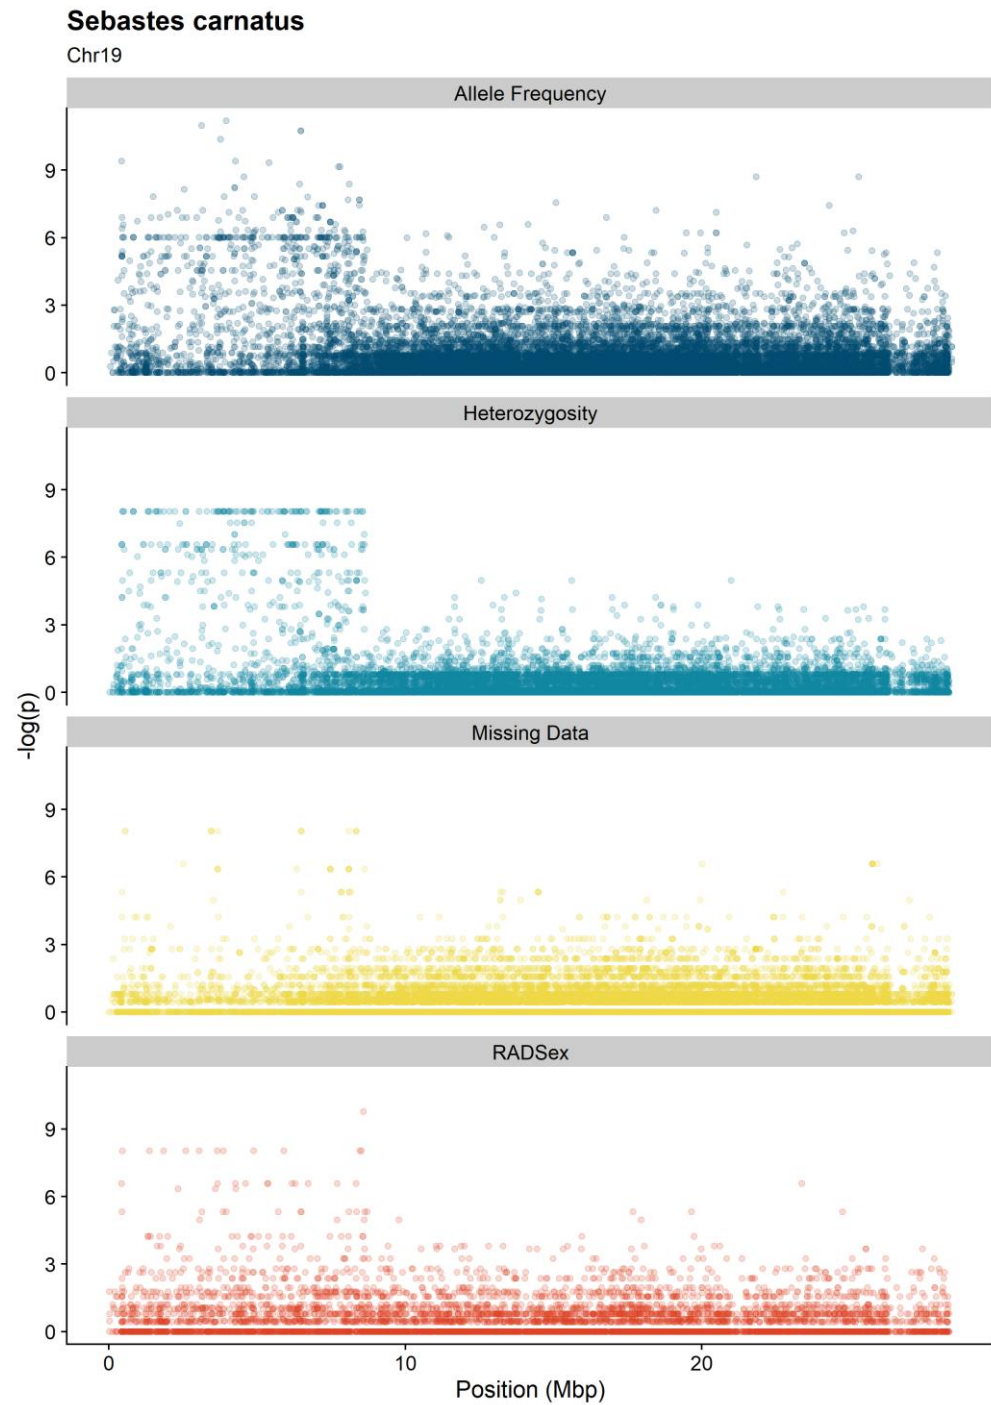 Sebastes carnatus
Chr19
Allele Frequency
9
6
3
0
Heterozygosity
9
6
3
0
-log(p)
Missing Data
9
6
3
0
RADSex
9
6
3
0
0 10 20
Position (Mbp)